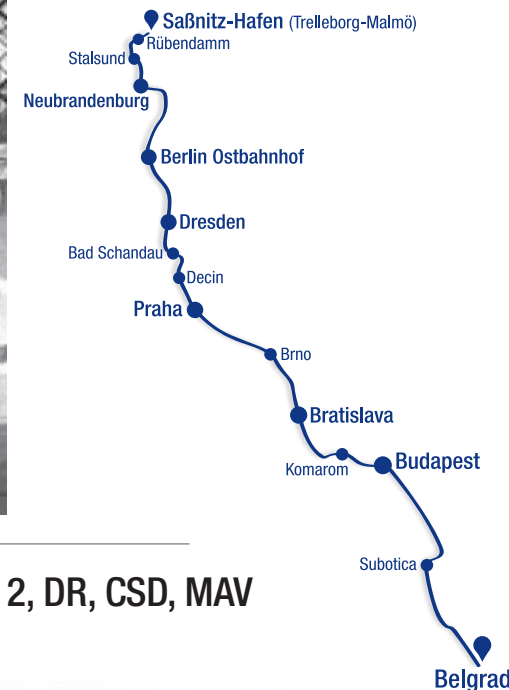 Saßnitz-Hafen (Trelleborg-Malmö)
Rübendamm
Stalsund
Neubrandenburg
Berlin Ostbahnhof
Dresden
Bad Schandau
Decin
Praha
Brno
Bratislava
Komarom
Budapest
Subotica
2, DR, CSD, MAV
Belgrad